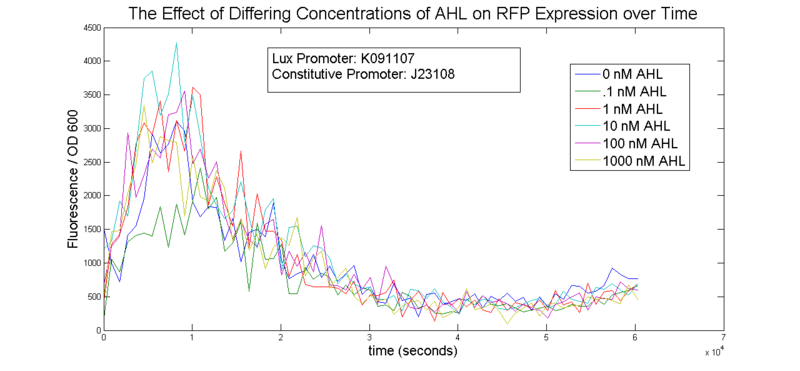 The Effect of Differing Concentrations of AHL on RFP Expression over Time
Lux Promoter: K091107
Constitutive Promoter: J23108
0 nM AHL
.1 nM AHL
1 nM AHL
10 nM AHL
100 nM AHL
1000 nM AHL
Fluorescence / OD 600
4500
4000
3500
3000
2500
2000
1500
1000
500
0
0 1 2 3 4 5 6 7
x 10⁴
time (seconds)